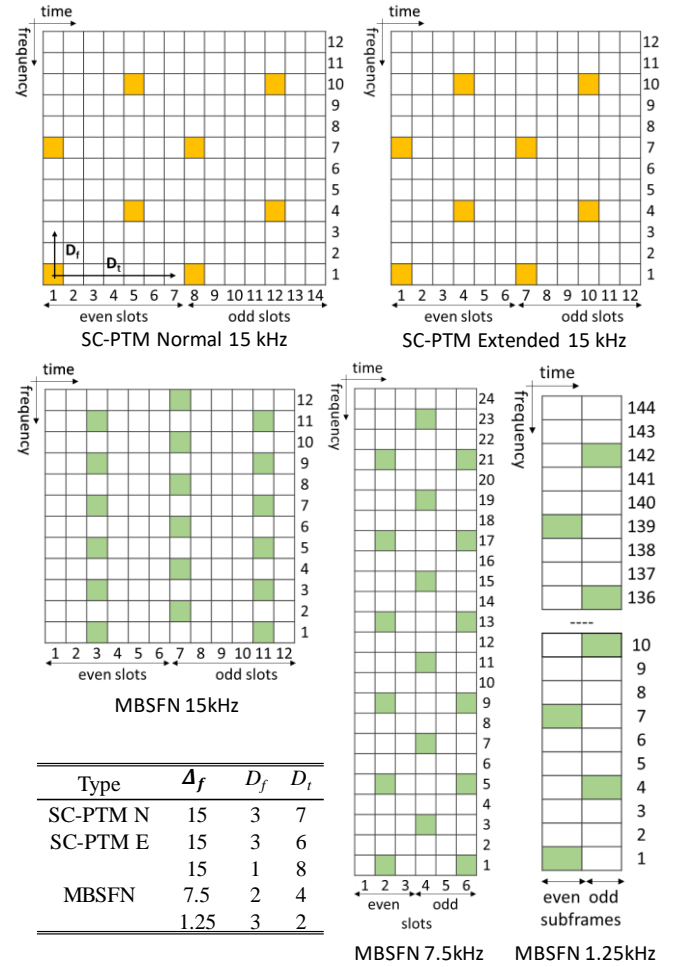 time
frequency
12
11
10
9
8
7
6
5
4
3
2
1
D_f
D_t
1 2 3 4 5 6 7 8 9 10 11 12 13 14
even slots odd slots
SC-PTM Normal 15 kHz
time
frequency
12
11
10
9
8
7
6
5
4
3
2
1
1 2 3 4 5 6 7 8 9 10 11 12
even slots odd slots
SC-PTM Extended 15 kHz
time
frequency
12
11
10
9
8
7
6
5
4
3
2
1
1 2 3 4 5 6 7 8 9 10 11 12
even slots odd slots
MBSFN 15kHz
time
frequency
24
23
22
21
20
19
18
17
16
15
14
13
12
11
10
9
8
7
6
5
4
3
2
1
1 2 3 4 5 6
even odd
slots
MBSFN 7.5kHz
time
frequency
144
143
142
141
140
139
138
137
136
----
10
9
8
7
6
5
4
3
2
1
even odd
subframes
MBSFN 1.25kHz
Type Δ_f D_f D_t
SC-PTM N 15 3 7
SC-PTM E 15 3 6
15 1 8
MBSFN 7.5 2 4
1.25 3 2